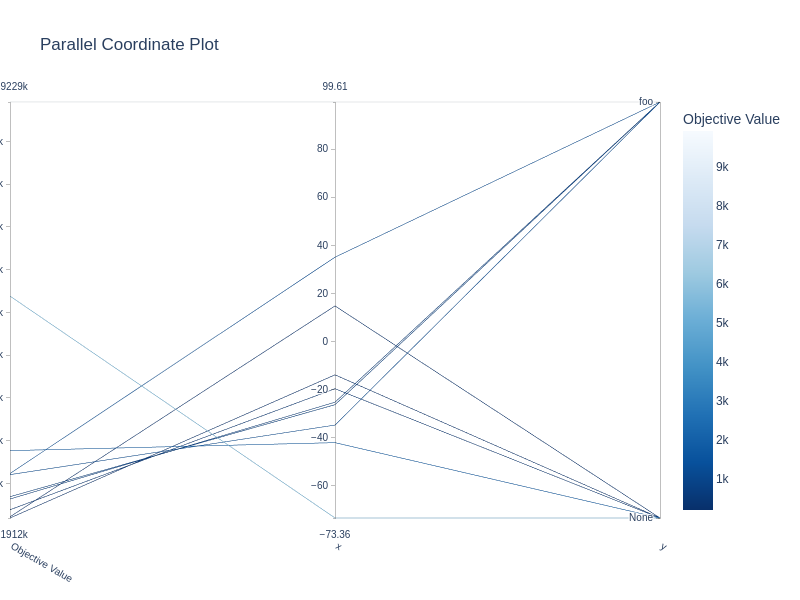 Parallel Coordinate Plot
9229k
99.61
foo
Objective Value
k
k
k
k
k
k
k
k
k
80
60
40
20
0
−20
−40
−60
9k
8k
7k
6k
5k
4k
3k
2k
1k
None
1912k
−73.36
Objective Value
x
y